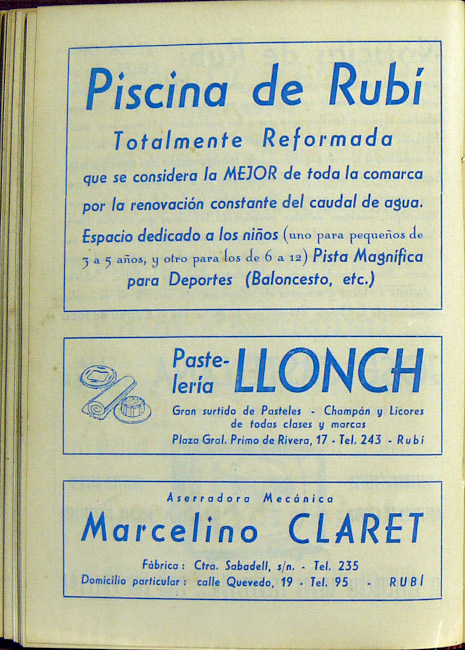 Piscina de Rubí
Totalmente Reformada
que se considera la MEJOR de toda la comarca
por la renovación constante del caudal de agua.
Espacio dedicado a los niños (uno para pequeños de
3 a 5 años, y otro para los de 6 a 12) Pista Magnífica
para Deportes (Baloncesto, etc.)
Paste-
lería LLONCH
Gran surtido de Pasteles - Champán y Licores
de todas clases y marcas
Plaza Gral. Primo de Rivera, 17 - Tel. 243 - Rubí
Aserradora Mecánica
Marcelino CLARET
Fábrica: Ctra. Sabadell, s/n. - Tel. 235
Domicilio particular: calle Quevedo, 19 - Tel. 95 - RUBÍ